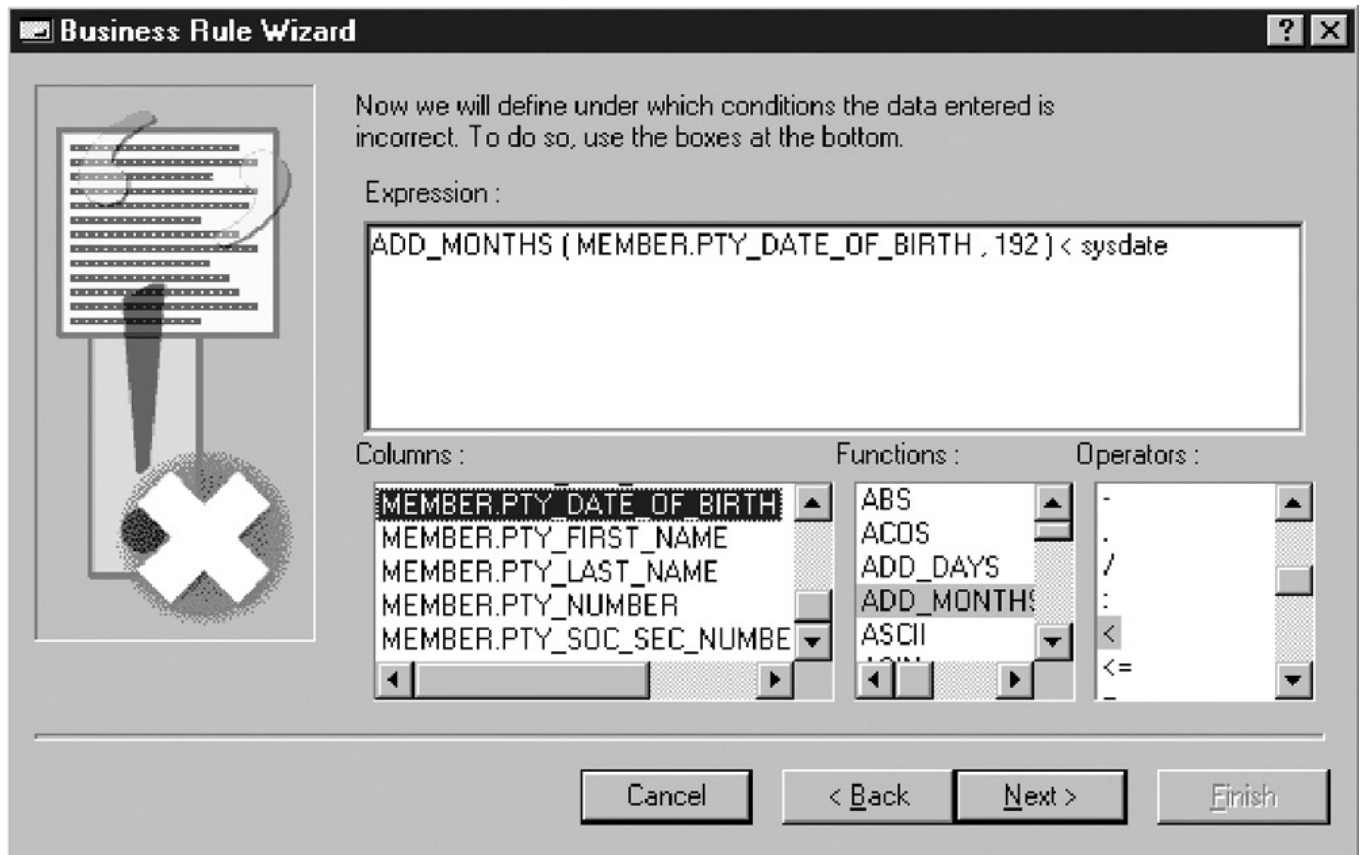 Business Rule Wizard
Now we will define under which conditions the data entered is
incorrect. To do so, use the boxes at the bottom.
Expression :
ADD_MONTHS ( MEMBER.PTY_DATE_OF_BIRTH , 192 ) < sysdate
Columns :
MEMBER.PTY_DATE_OF_BIRTH
MEMBER.PTY_FIRST_NAME
MEMBER.PTY_LAST_NAME
MEMBER.PTY_NUMBER
MEMBER.PTY_SOC_SEC_NUMBE
Functions :
ABS
ACOS
ADD_DAYS
ADD_MONTHS
ASCII
Operators :
-
.
/
:
<
<=
Cancel
< Back
Next >
Finish